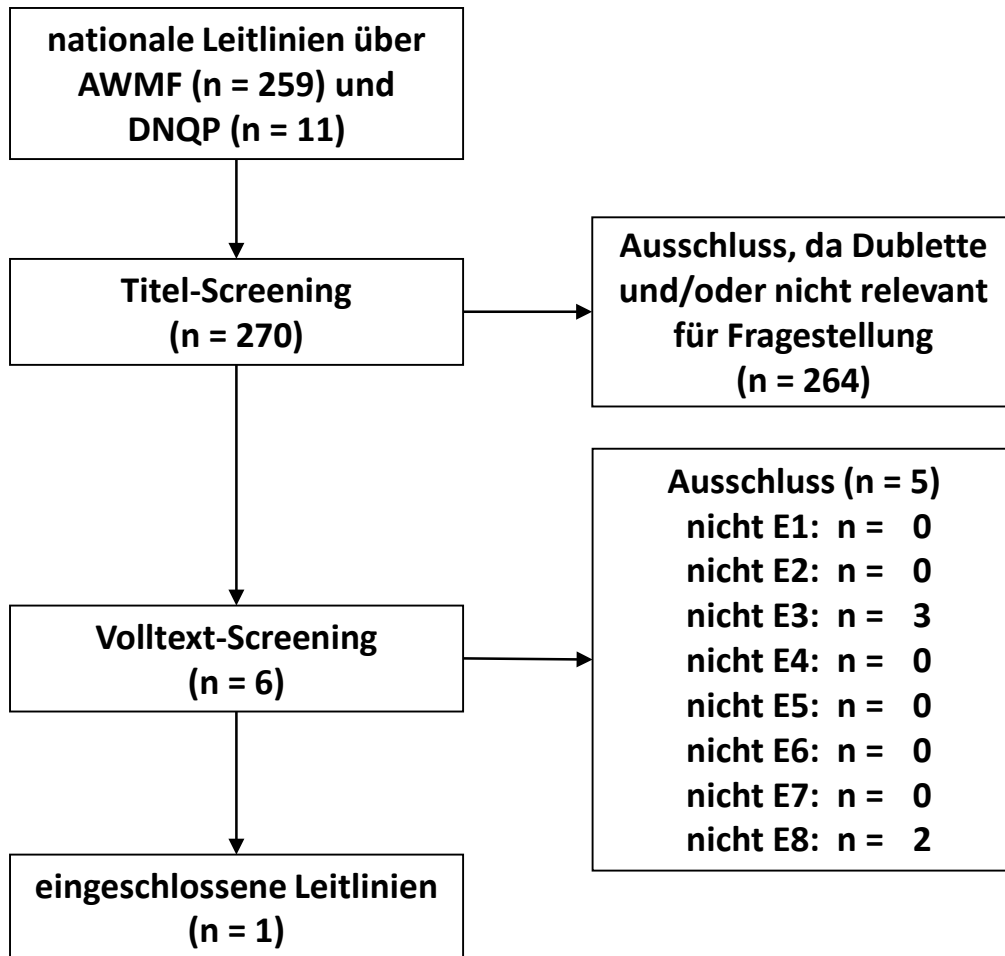 nationale Leitlinien über
AWMF (n = 259) und
DNQP (n = 11)
Titel-Screening
(n = 270)
Ausschluss, da Dublette
und/oder nicht relevant
für Fragestellung
(n = 264)
Volltext-Screening
(n = 6)
Ausschluss (n = 5)
nicht E1: n = 0
nicht E2: n = 0
nicht E3: n = 3
nicht E4: n = 0
nicht E5: n = 0
nicht E6: n = 0
nicht E7: n = 0
nicht E8: n = 2
eingeschlossene Leitlinien
(n = 1)